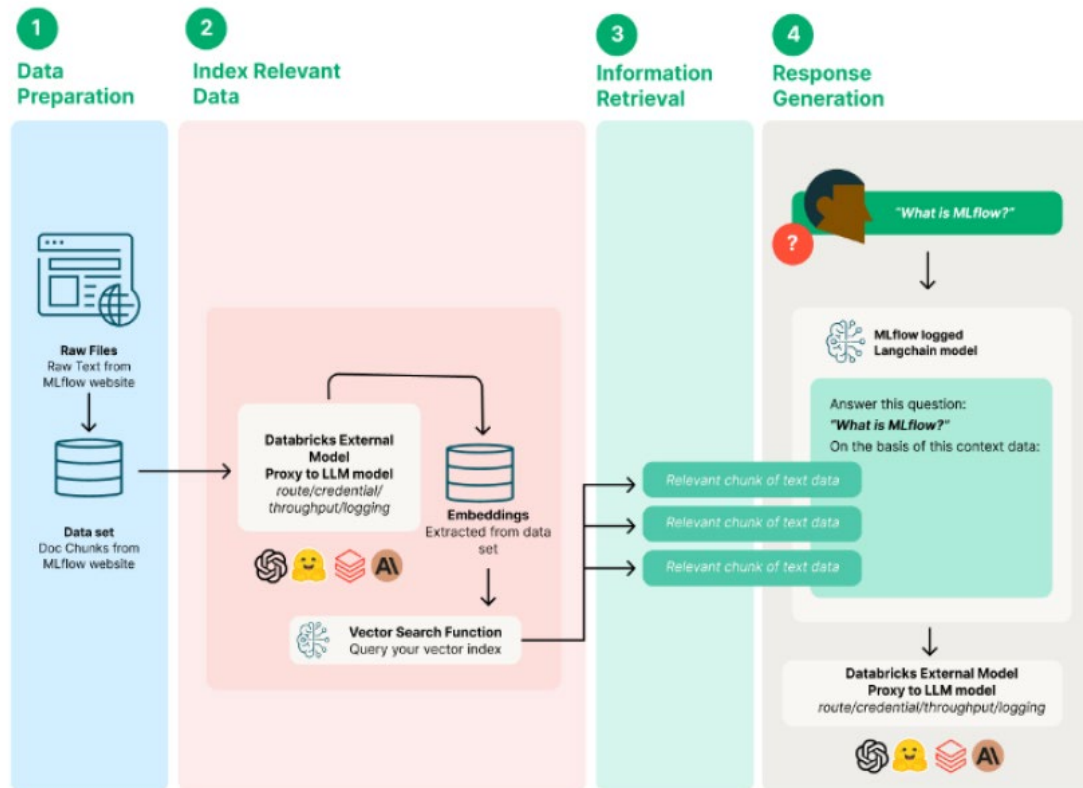 1
Data
Preparation
2
Index Relevant
Data
3
Information
Retrieval
4
Response
Generation
Raw Files
Raw Text from
MLflow website
Data set
Doc Chunks from
MLflow website
Databricks External
Model
Proxy to LLM model
route/credential/
throughput/logging
Embeddings
Extracted from data
set
Vector Search Function
Query your vector index
Relevant chunk of text data
Relevant chunk of text data
Relevant chunk of text data
"What is MLflow?"
?
MLflow logged
Langchain model
Answer this question:
"What is MLflow?"
On the basis of this context data:
Databricks External Model
Proxy to LLM model
route/credential/throughput/logging